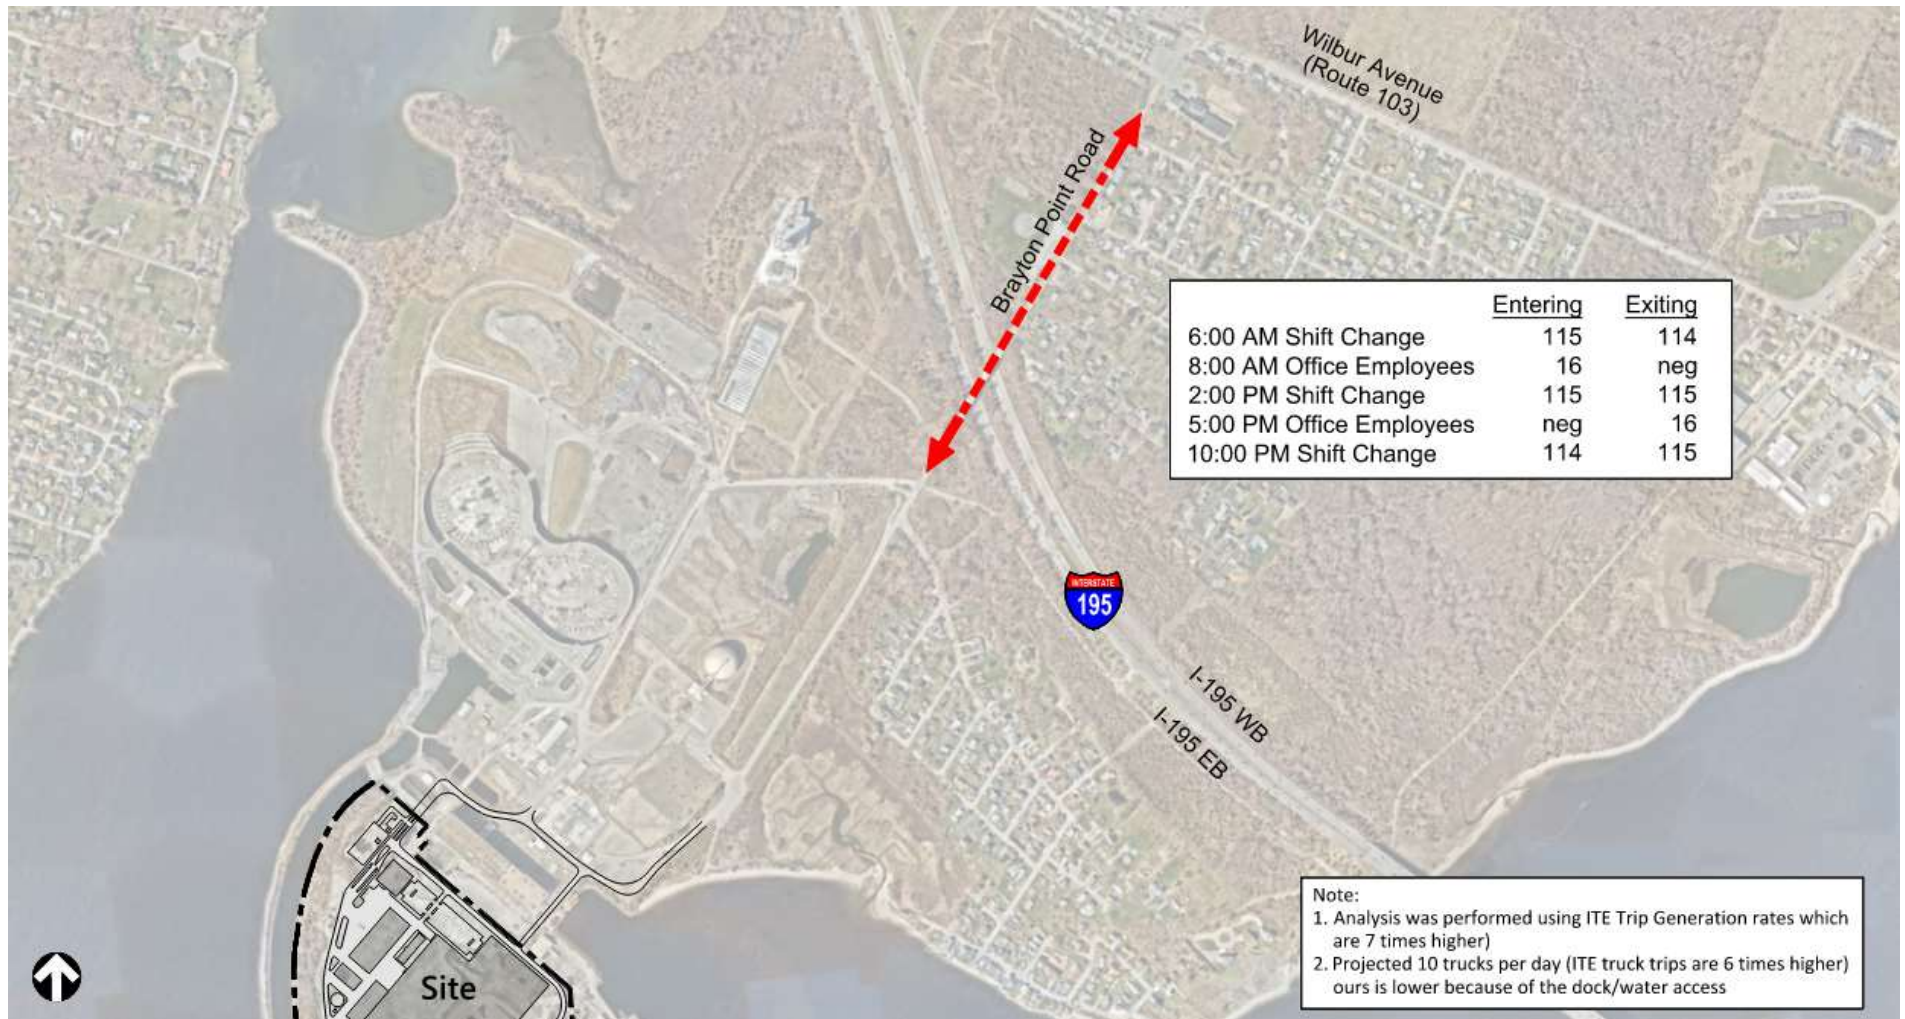 Wilbur Avenue
(Route 103)
Brayton Point Road
Entering Exiting
6:00 AM Shift Change 115 114
8:00 AM Office Employees 16 neg
2:00 PM Shift Change 115 115
5:00 PM Office Employees neg 16
10:00 PM Shift Change 114 115
INTERSTATE
195
I-195 WB
I-195 EB
Note:
1. Analysis was performed using ITE Trip Generation rates which
are 7 times higher)
2. Projected 10 trucks per day (ITE truck trips are 6 times higher)
ours is lower because of the dock/water access
Site